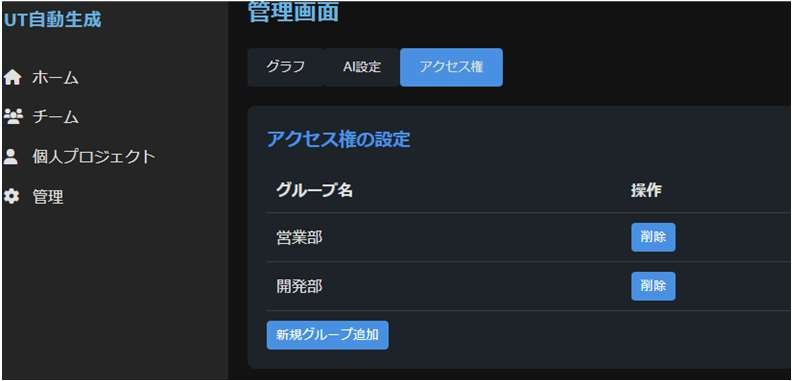 UT自動生成
ホーム
チーム
個人プロジェクト
管理
管理画面
グラフ AI設定 アクセス権
アクセス権の設定
グループ名 操作
営業部 削除
開発部 削除
新規グループ追加